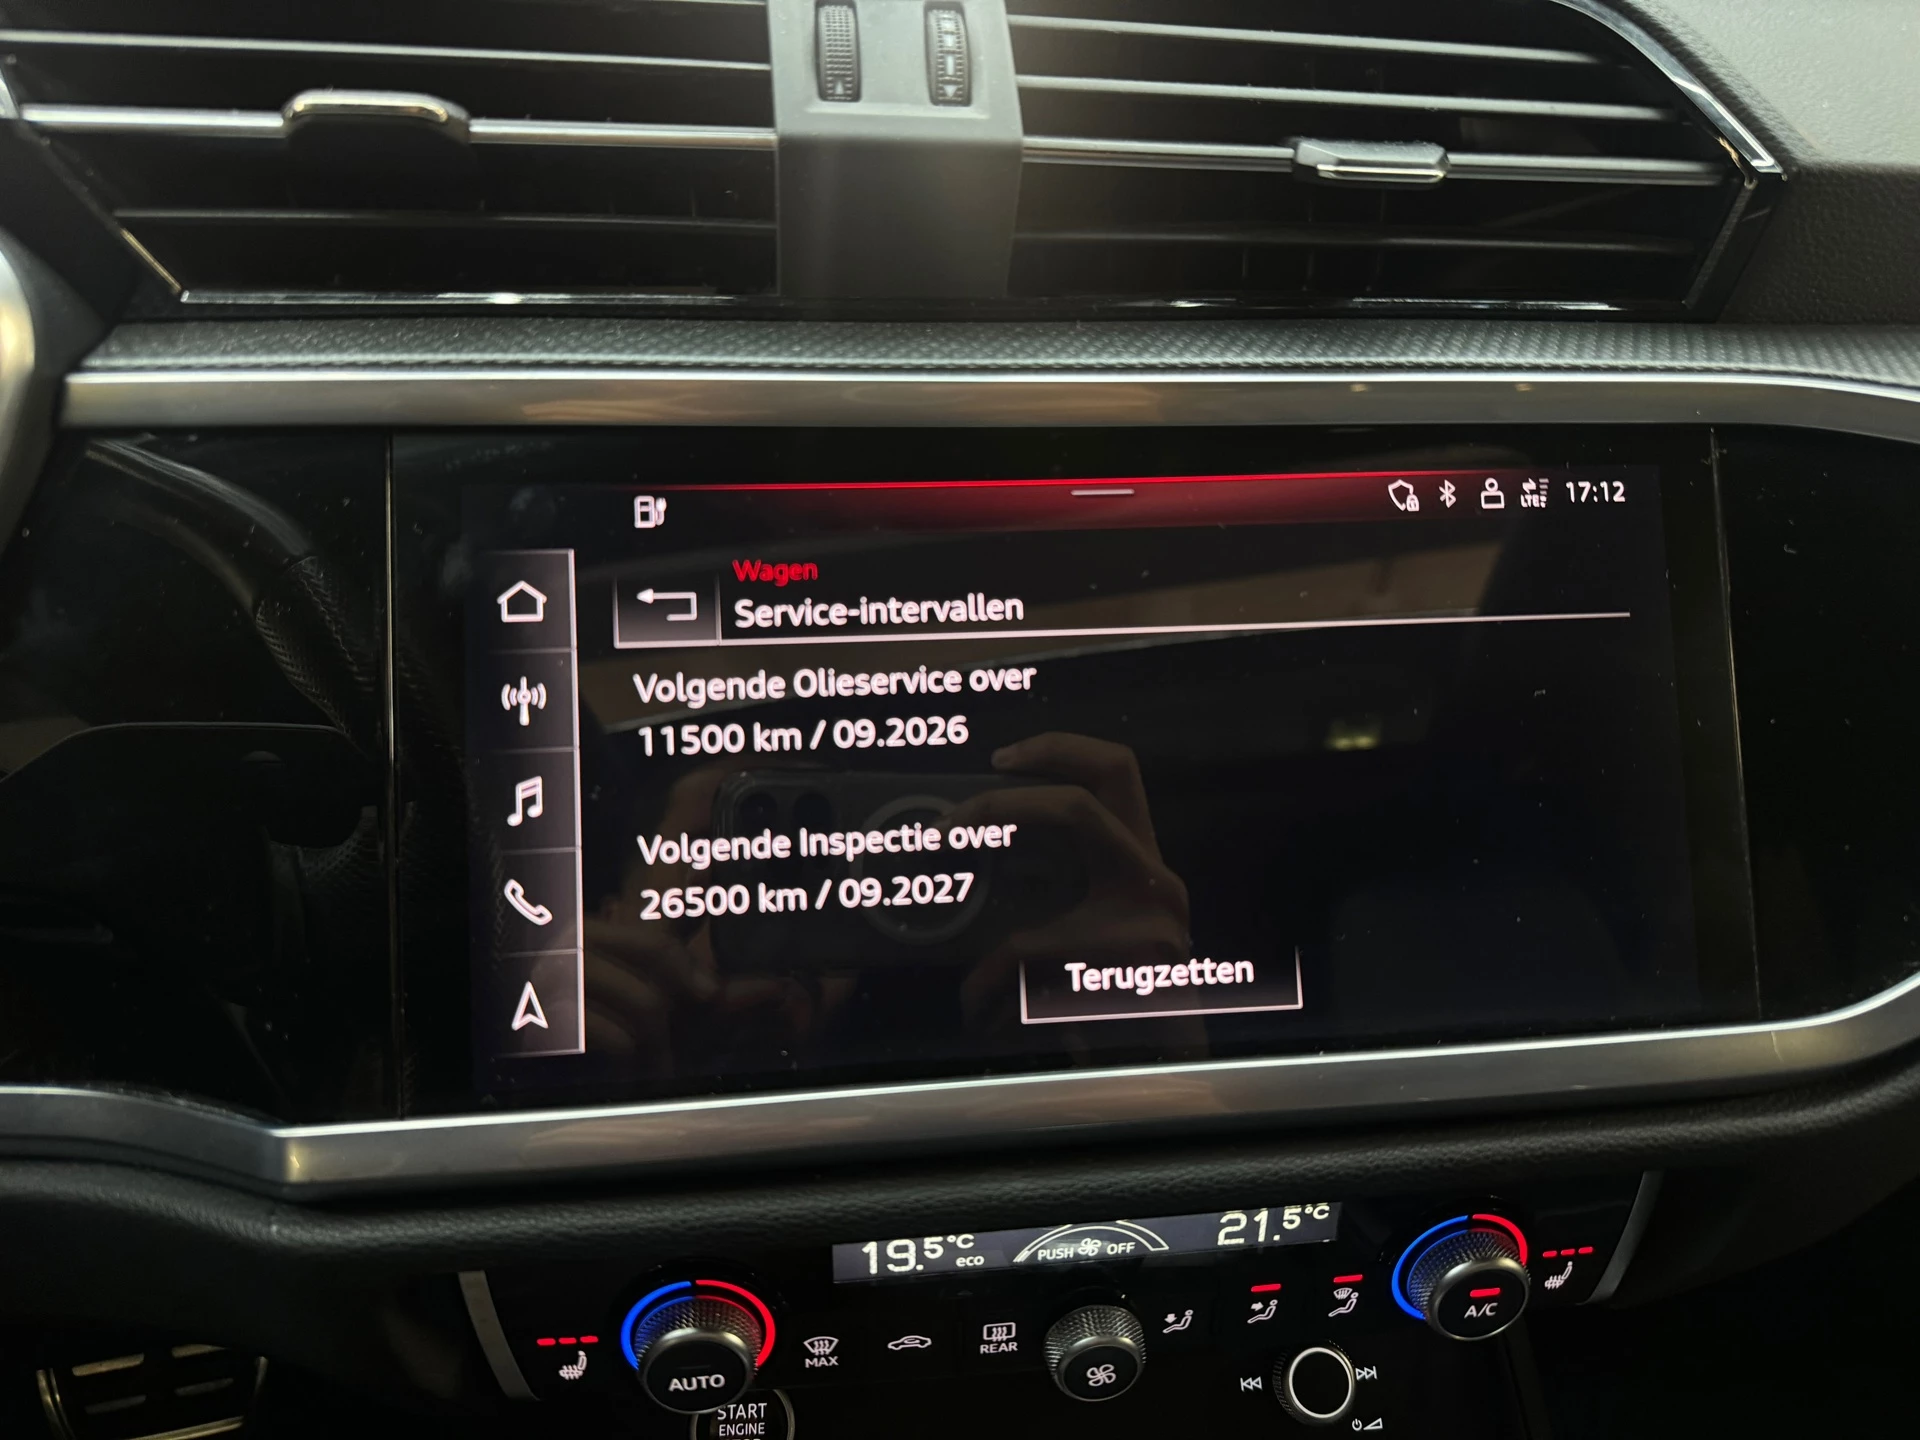 LTE
17:12
Wagen
Service-intervallen
Volgende Olieservice over
11500 km / 09.2026
Volgende Inspectie over
26500 km / 09.2027
Terugzetten
19.5°C
eco
PUSH OFF
21.5°C
AUTO
MAX
REAR
A/C
START
ENGINE